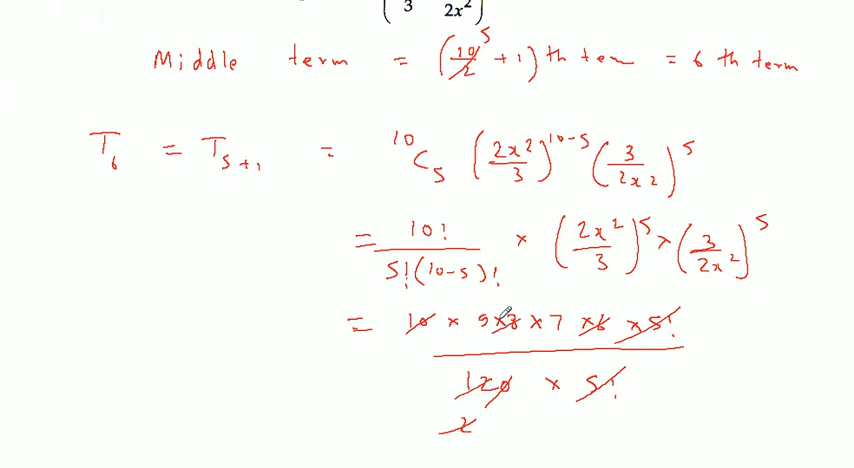 ( 3 2x² )
Middle term = (10/2 5 + 1) th term = 6 th term
T₆ = T₅₊₁ = ¹⁰C₅ (2x²/3)¹⁰⁻⁵ (3/2x²)⁵
= 10!/5!(10-5)! × (2x²/3)⁵ × (3/2x²)⁵
= 10 × 9 × 8 × 7 × 6 × 5!
120 × 5!
2